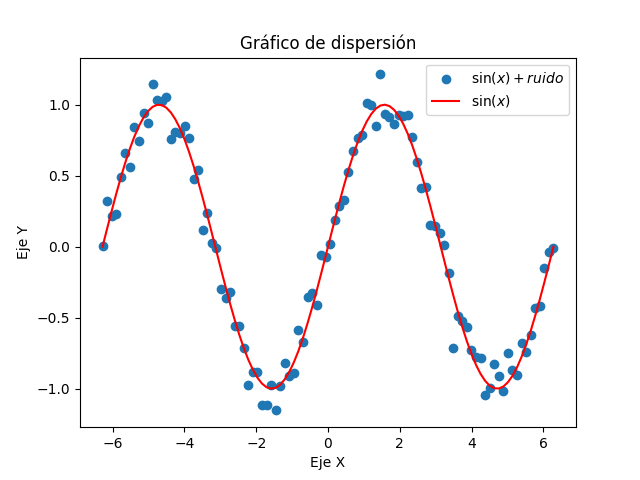 Gráfico de dispersión
sin(x) + ruido
sin(x)
1.0
0.5
0.0
−0.5
−1.0
Eje Y
−6 −4 −2 0 2 4 6
Eje X